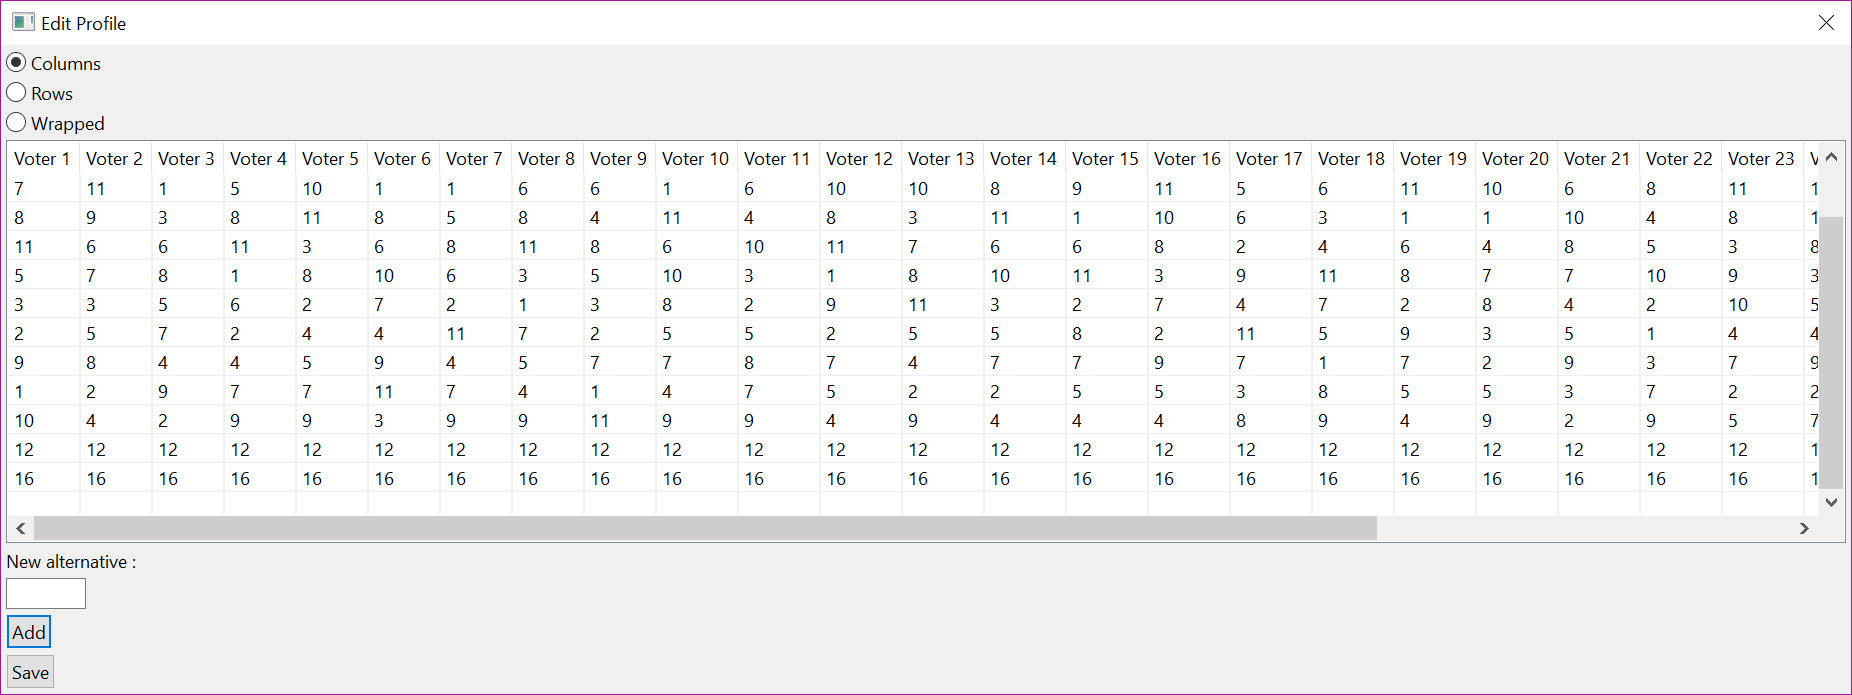 Edit Profile
Columns
Rows
Wrapped
Voter 1 Voter 2 Voter 3 Voter 4 Voter 5 Voter 6 Voter 7 Voter 8 Voter 9 Voter 10 Voter 11 Voter 12 Voter 13 Voter 14 Voter 15 Voter 16 Voter 17 Voter 18 Voter 19 Voter 20 Voter 21 Voter 22 Voter 23
7 11 1 5 10 1 1 6 6 1 6 10 10 8 9 11 5 6 11 10 6 8 11
8 9 3 8 11 8 5 8 4 11 4 8 3 11 1 10 6 3 1 1 10 4 8
11 6 6 11 3 6 8 11 8 6 10 11 7 6 6 8 2 4 6 4 8 5 3 8
5 7 8 1 8 10 6 3 5 10 3 1 8 10 11 3 9 11 8 7 7 10 9 3
3 3 5 6 2 7 2 1 3 8 2 9 11 3 2 7 4 7 2 8 4 2 10 5
2 5 7 2 4 4 11 7 2 5 5 2 5 5 8 2 11 5 9 3 5 1 4 4
9 8 4 4 5 9 4 5 7 7 8 7 4 7 7 9 7 1 7 2 9 3 7 9
1 2 9 7 7 11 7 4 1 4 7 5 2 2 5 5 3 8 5 5 3 7 2 2
10 4 2 9 9 3 9 9 11 9 9 4 9 4 4 4 8 9 4 9 2 9 5 7
12 12 12 12 12 12 12 12 12 12 12 12 12 12 12 12 12 12 12 12 12 12 12
16 16 16 16 16 16 16 16 16 16 16 16 16 16 16 16 16 16 16 16 16 16 16
New alternative :
Add
Save